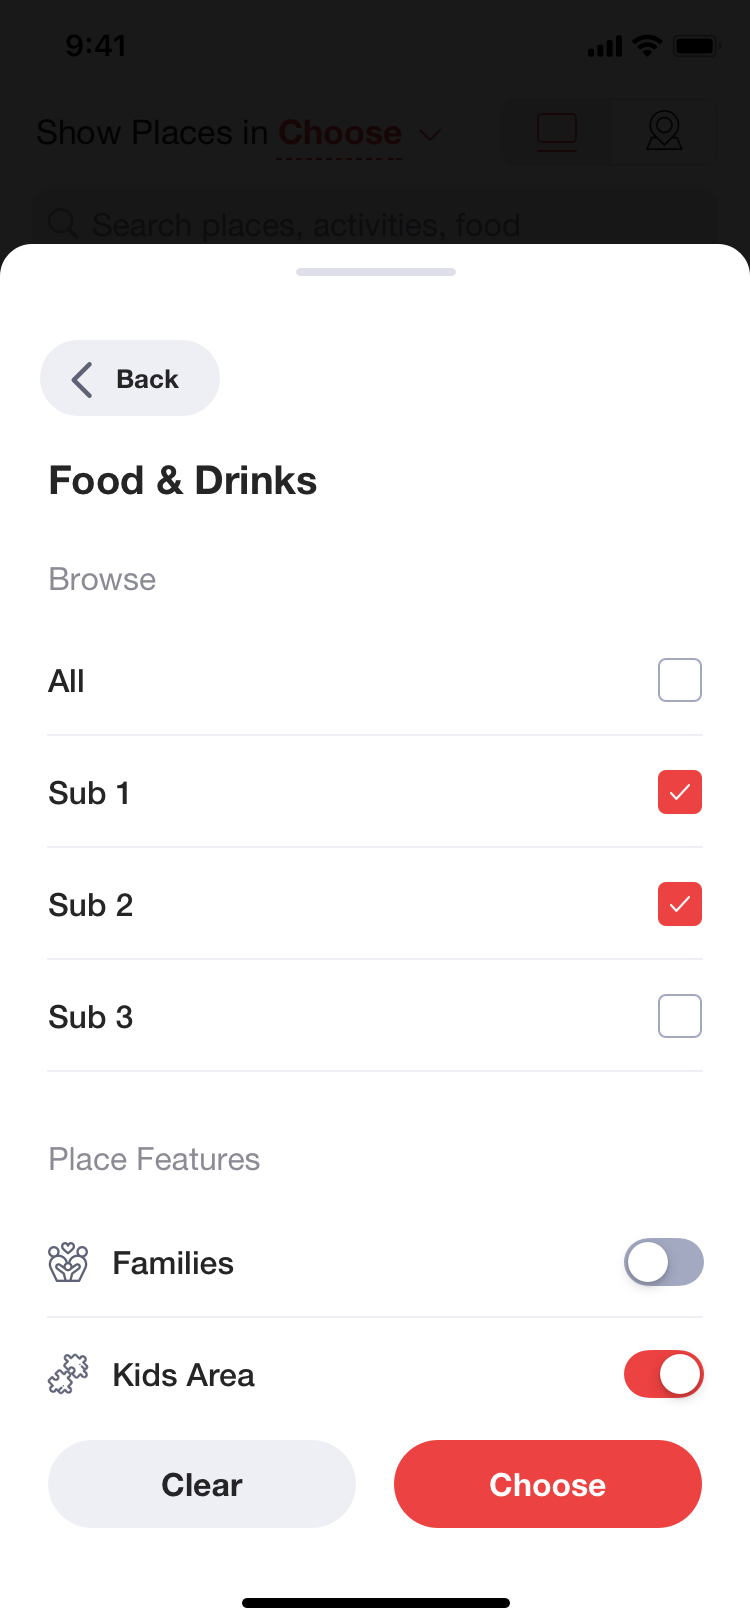 9:41
Show Places in Choose
Search places, activities, food
Back
Food & Drinks
Browse
All
Sub 1
Sub 2
Sub 3
Place Features
Families
Kids Area
Clear
Choose